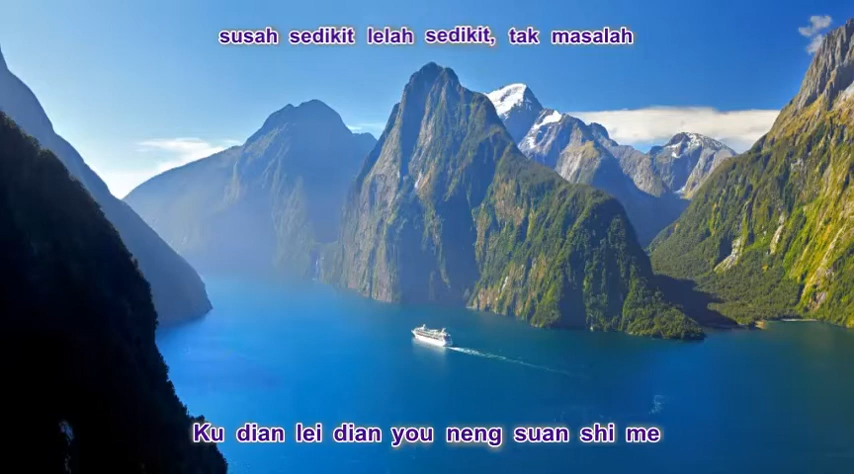 susah sedikit lelah sedikit, tak masalah
Ku dian lei dian you neng suan shi me